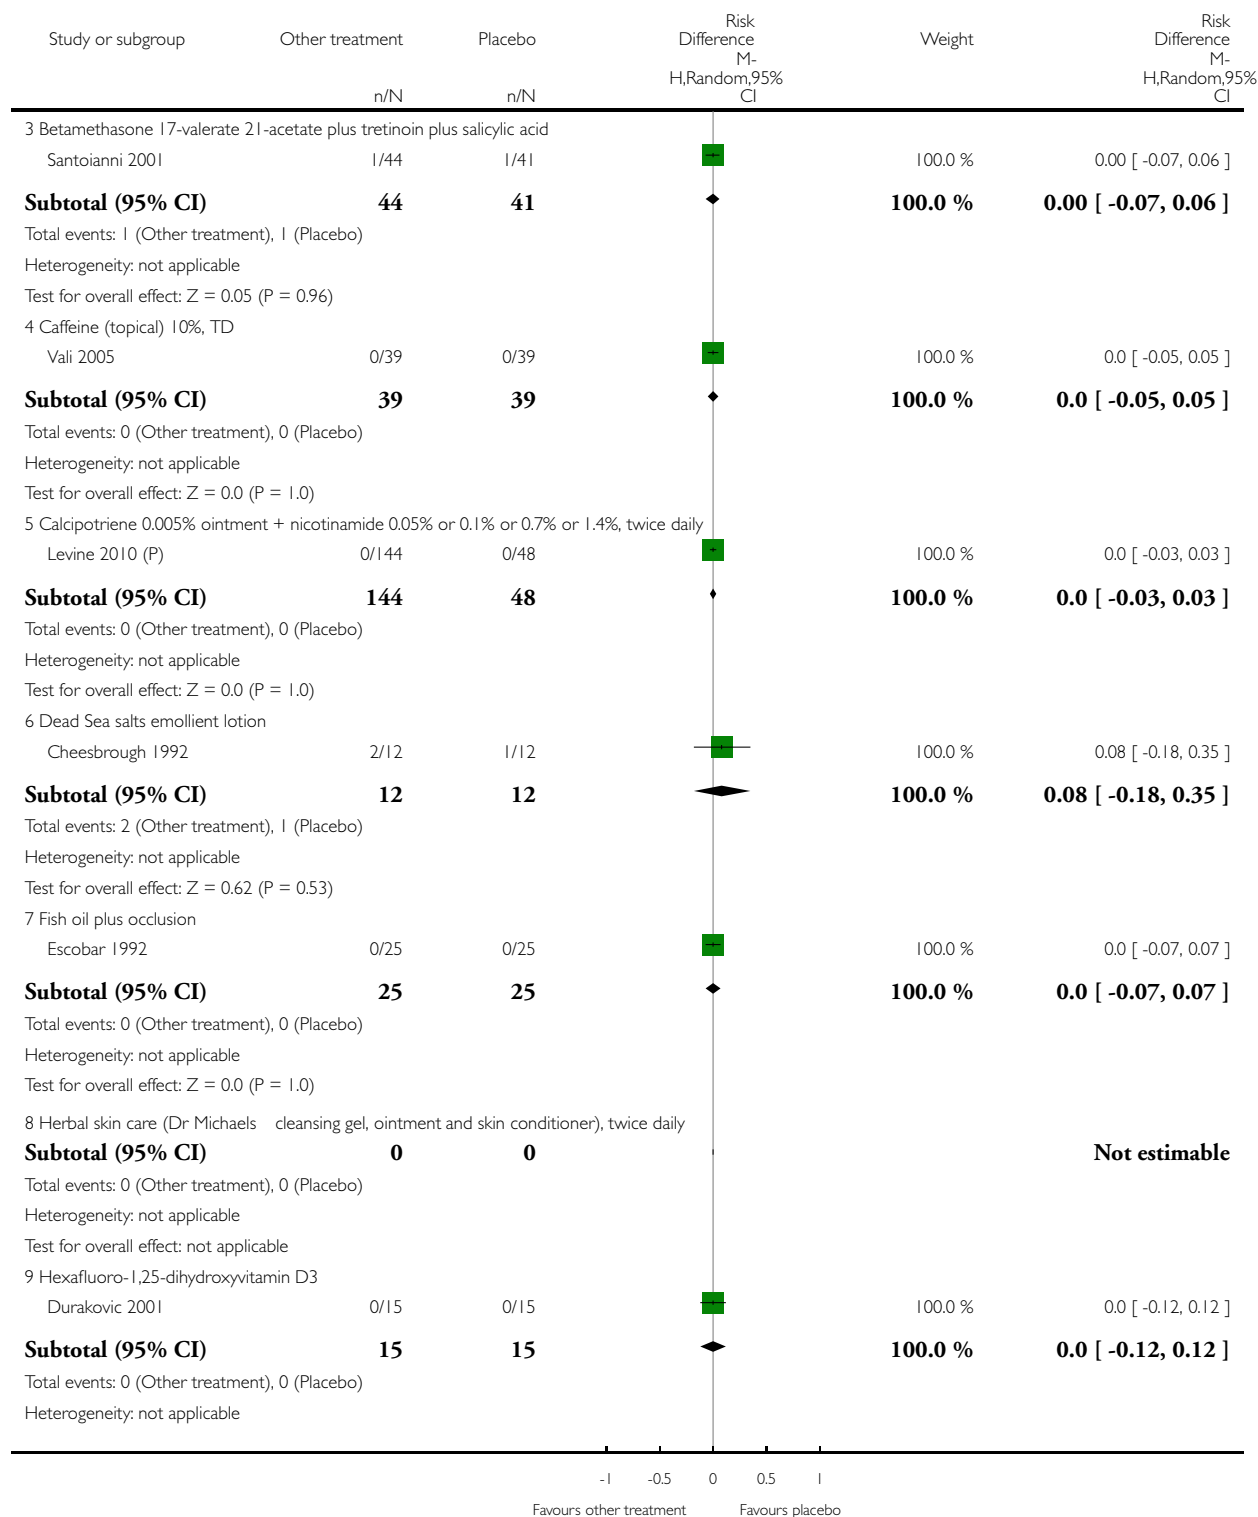 Study or subgroup Other treatment Placebo Risk Difference Weight Risk Difference
n/N n/N M-H,Random,95% CI M-H,Random,95% CI
3 Betamethasone 17-valerate 21-acetate plus tretinoin plus salicylic acid
Santoianni 2001 1/44 1/41 100.0 % 0.00 [ -0.07, 0.06 ]
Subtotal (95% CI) 44 41 100.0 % 0.00 [ -0.07, 0.06 ]
Total events: 1 (Other treatment), 1 (Placebo)
Heterogeneity: not applicable
Test for overall effect: Z = 0.05 (P = 0.96)
4 Caffeine (topical) 10%, TD
Vali 2005 0/39 0/39 100.0 % 0.0 [ -0.05, 0.05 ]
Subtotal (95% CI) 39 39 100.0 % 0.0 [ -0.05, 0.05 ]
Total events: 0 (Other treatment), 0 (Placebo)
Heterogeneity: not applicable
Test for overall effect: Z = 0.0 (P = 1.0)
5 Calcipotriene 0.005% ointment + nicotinamide 0.05% or 0.1% or 0.7% or 1.4%, twice daily
Levine 2010 (P) 0/144 0/48 100.0 % 0.0 [ -0.03, 0.03 ]
Subtotal (95% CI) 144 48 100.0 % 0.0 [ -0.03, 0.03 ]
Total events: 0 (Other treatment), 0 (Placebo)
Heterogeneity: not applicable
Test for overall effect: Z = 0.0 (P = 1.0)
6 Dead Sea salts emollient lotion
Cheesbrough 1992 2/12 1/12 100.0 % 0.08 [ -0.18, 0.35 ]
Subtotal (95% CI) 12 12 100.0 % 0.08 [ -0.18, 0.35 ]
Total events: 2 (Other treatment), 1 (Placebo)
Heterogeneity: not applicable
Test for overall effect: Z = 0.62 (P = 0.53)
7 Fish oil plus occlusion
Escobar 1992 0/25 0/25 100.0 % 0.0 [ -0.07, 0.07 ]
Subtotal (95% CI) 25 25 100.0 % 0.0 [ -0.07, 0.07 ]
Total events: 0 (Other treatment), 0 (Placebo)
Heterogeneity: not applicable
Test for overall effect: Z = 0.0 (P = 1.0)
8 Herbal skin care (Dr Michaels cleansing gel, ointment and skin conditioner), twice daily
Subtotal (95% CI) 0 0 Not estimable
Total events: 0 (Other treatment), 0 (Placebo)
Heterogeneity: not applicable
Test for overall effect: not applicable
9 Hexafluoro-1,25-dihydroxyvitamin D3
Durakovic 2001 0/15 0/15 100.0 % 0.0 [ -0.12, 0.12 ]
Subtotal (95% CI) 15 15 100.0 % 0.0 [ -0.12, 0.12 ]
Total events: 0 (Other treatment), 0 (Placebo)
Heterogeneity: not applicable
-1 -0.5 0 0.5 1
Favours other treatment Favours placebo